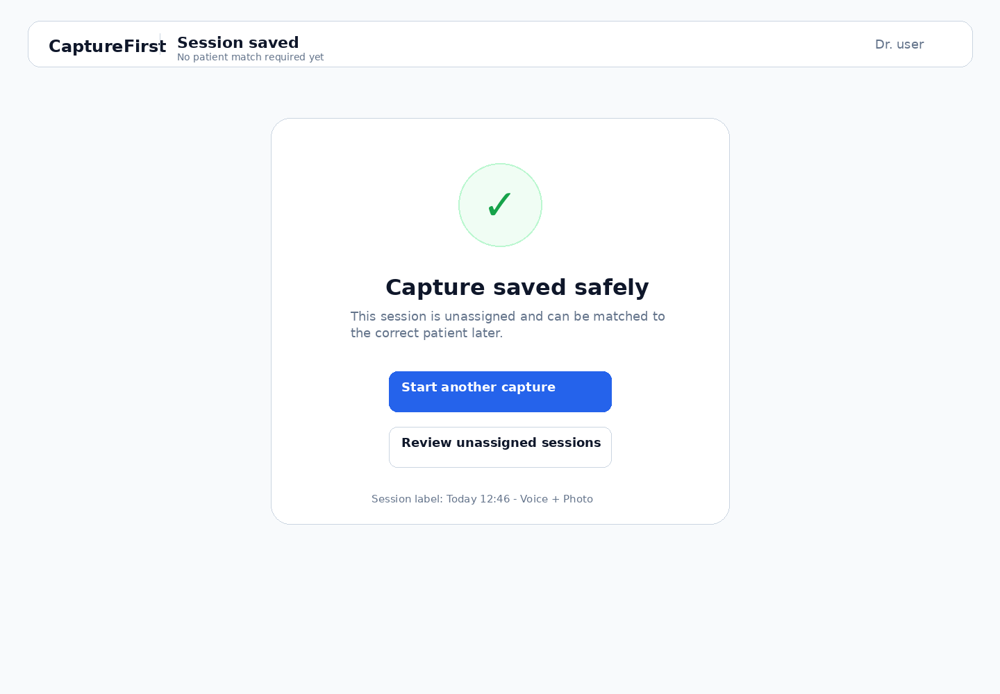 CaptureFirst
Session saved
No patient match required yet
Dr. user
✓
Capture saved safely
This session is unassigned and can be matched to
the correct patient later.
Start another capture
Review unassigned sessions
Session label: Today 12:46 - Voice + Photo